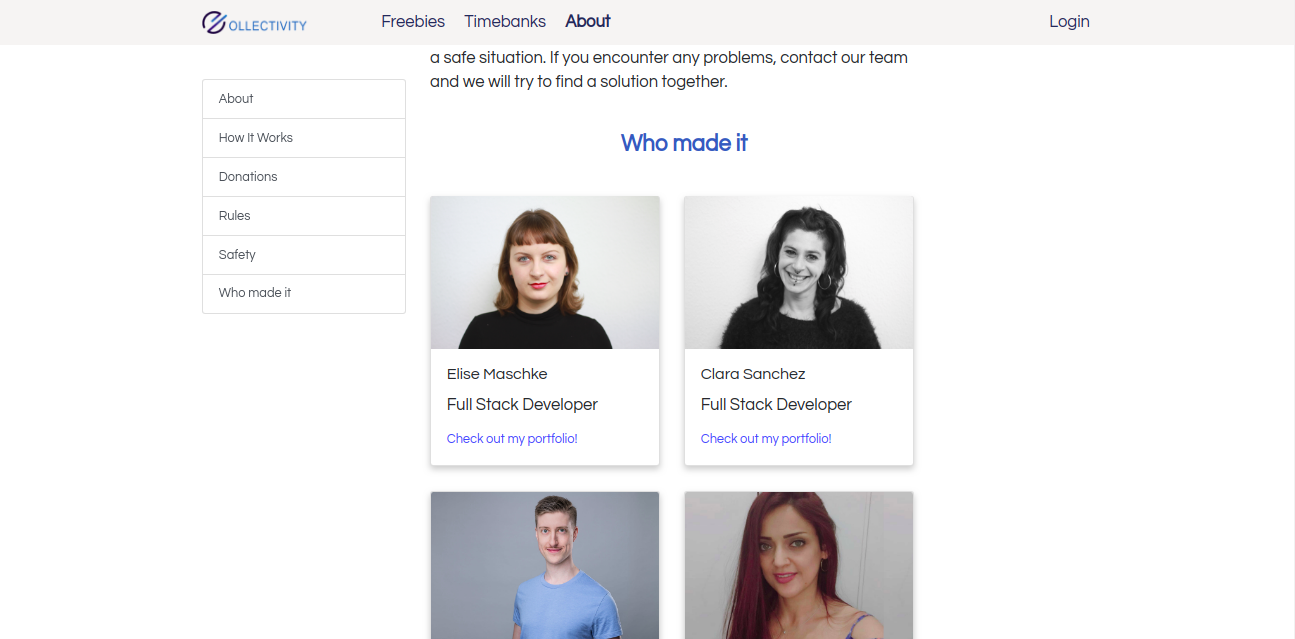 OLLECTIVITY Freebies Timebanks About Login
a safe situation. If you encounter any problems, contact our team
and we will try to find a solution together.
About
How It Works
Donations
Rules
Safety
Who made it
Who made it
Elise Maschke
Full Stack Developer
Check out my portfolio!
Clara Sanchez
Full Stack Developer
Check out my portfolio!